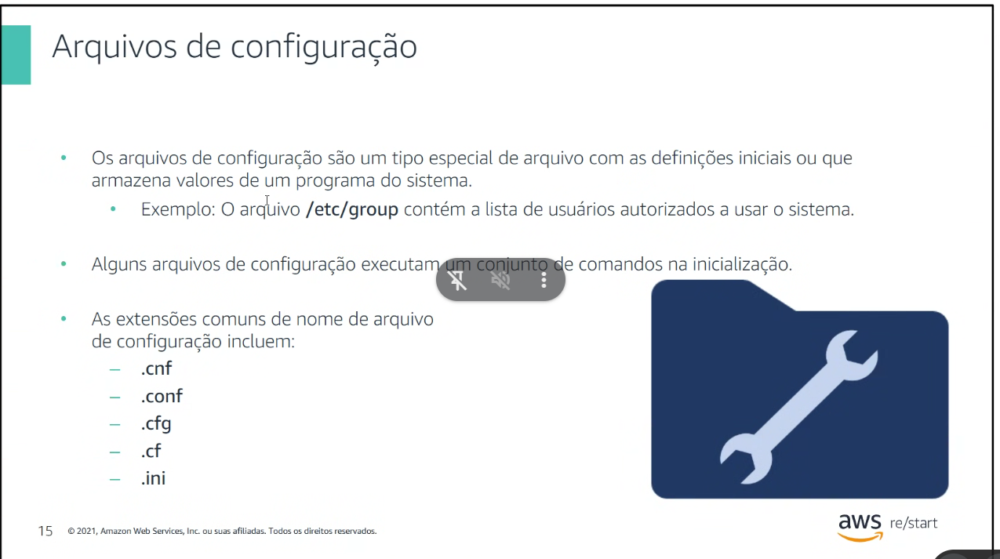 Arquivos de configuração
• Os arquivos de configuração são um tipo especial de arquivo com as definições iniciais ou que
armazena valores de um programa do sistema.
• Exemplo: O arquivo /etc/group contém a lista de usuários autorizados a usar o sistema.
• Alguns arquivos de configuração executam um conjunto de comandos na inicialização.
• As extensões comuns de nome de arquivo
de configuração incluem:
– .cnf
– .conf
– .cfg
– .cf
– .ini
15 © 2021, Amazon Web Services, Inc. ou suas afiliadas. Todos os direitos reservados.
aws re/start